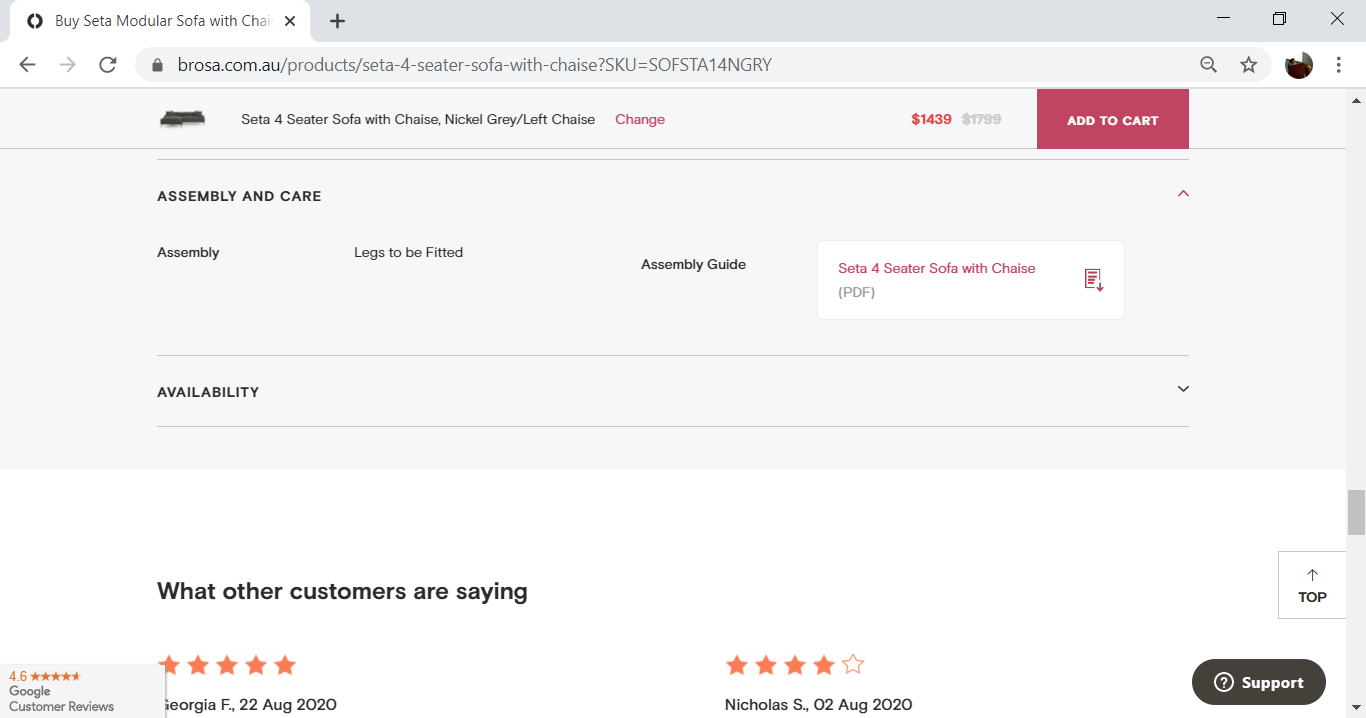 Buy Seta Modular Sofa with Chai
brosa.com.au/products/seta-4-seater-sofa-with-chaise?SKU=SOFSTA14NGRY
Seta 4 Seater Sofa with Chaise, Nickel Grey/Left Chaise Change $1439 $1799 ADD TO CART
ASSEMBLY AND CARE
Assembly Legs to be Fitted Assembly Guide Seta 4 Seater Sofa with Chaise
(PDF)
AVAILABILITY
TOP
What other customers are saying
4.6
Google
Customer Reviews
eorgia F., 22 Aug 2020 Nicholas S., 02 Aug 2020
Support